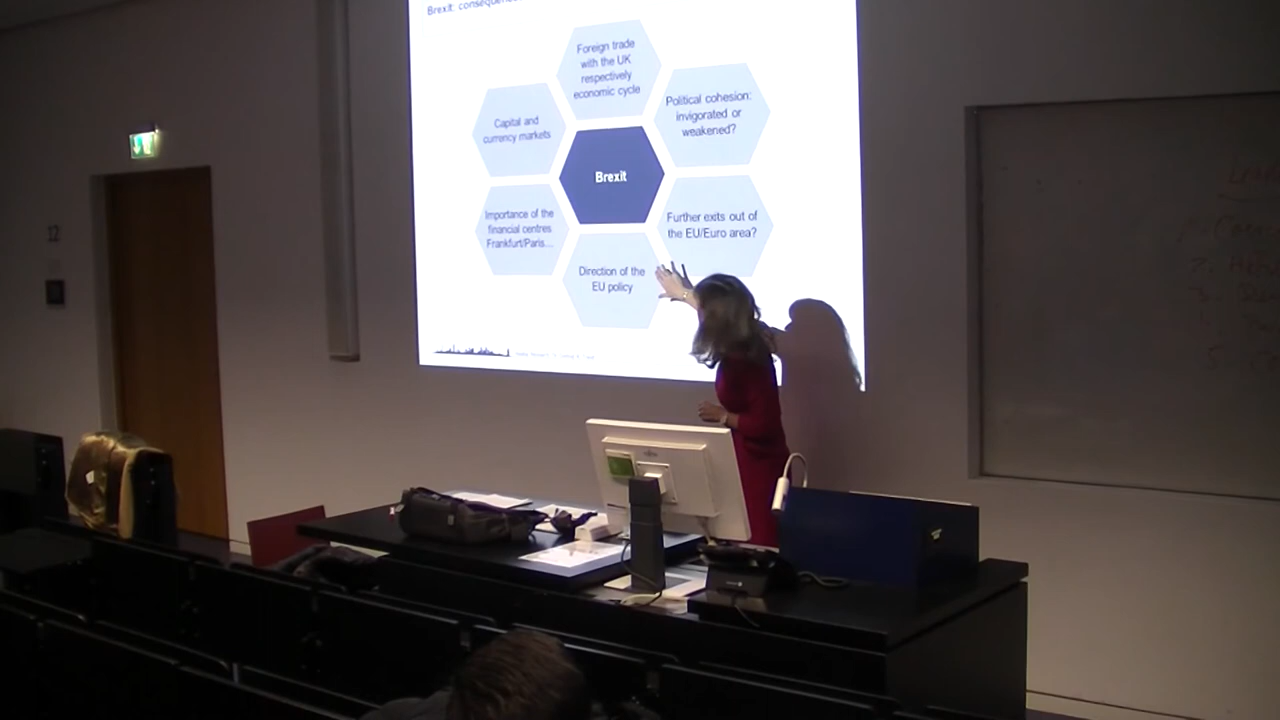 Brexit: consequences
Foreign trade
with the UK
respectively
economic cycle
Political cohesion:
invigorated or
weakened?
Capital and
currency markets
Brexit
Importance of the
financial centres
Frankfurt/Paris...
Further exits out of
the EU/Euro area?
Direction of the
EU policy
12